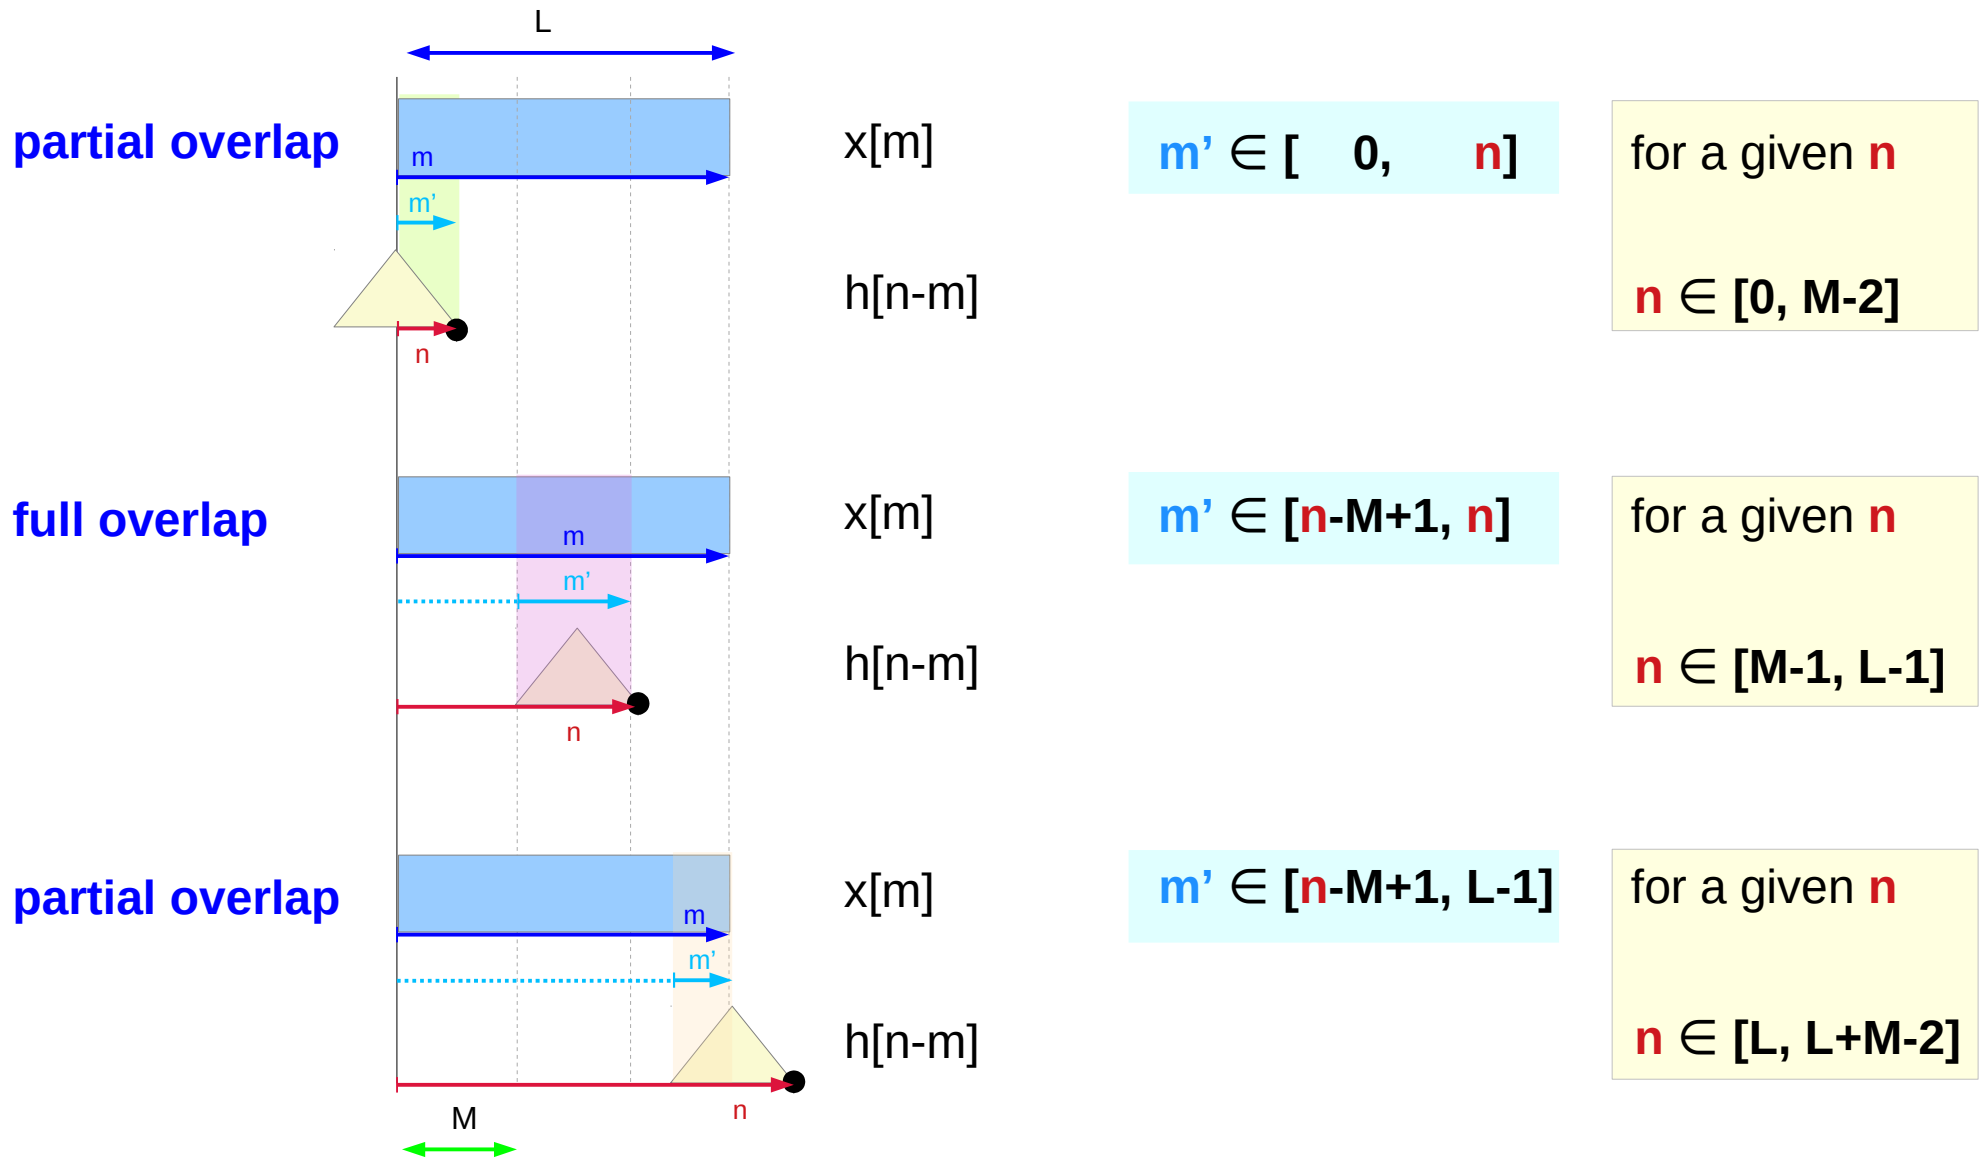 L
partial overlap
m
x[m]
m' ∈ [ 0, n]
for a given n
m'
h[n-m]
n ∈ [0, M-2]
n
full overlap
m
x[m]
m' ∈ [n-M+1, n]
for a given n
m'
h[n-m]
n ∈ [M-1, L-1]
n
partial overlap
m
x[m]
m' ∈ [n-M+1, L-1]
for a given n
m'
h[n-m]
n ∈ [L, L+M-2]
n
M